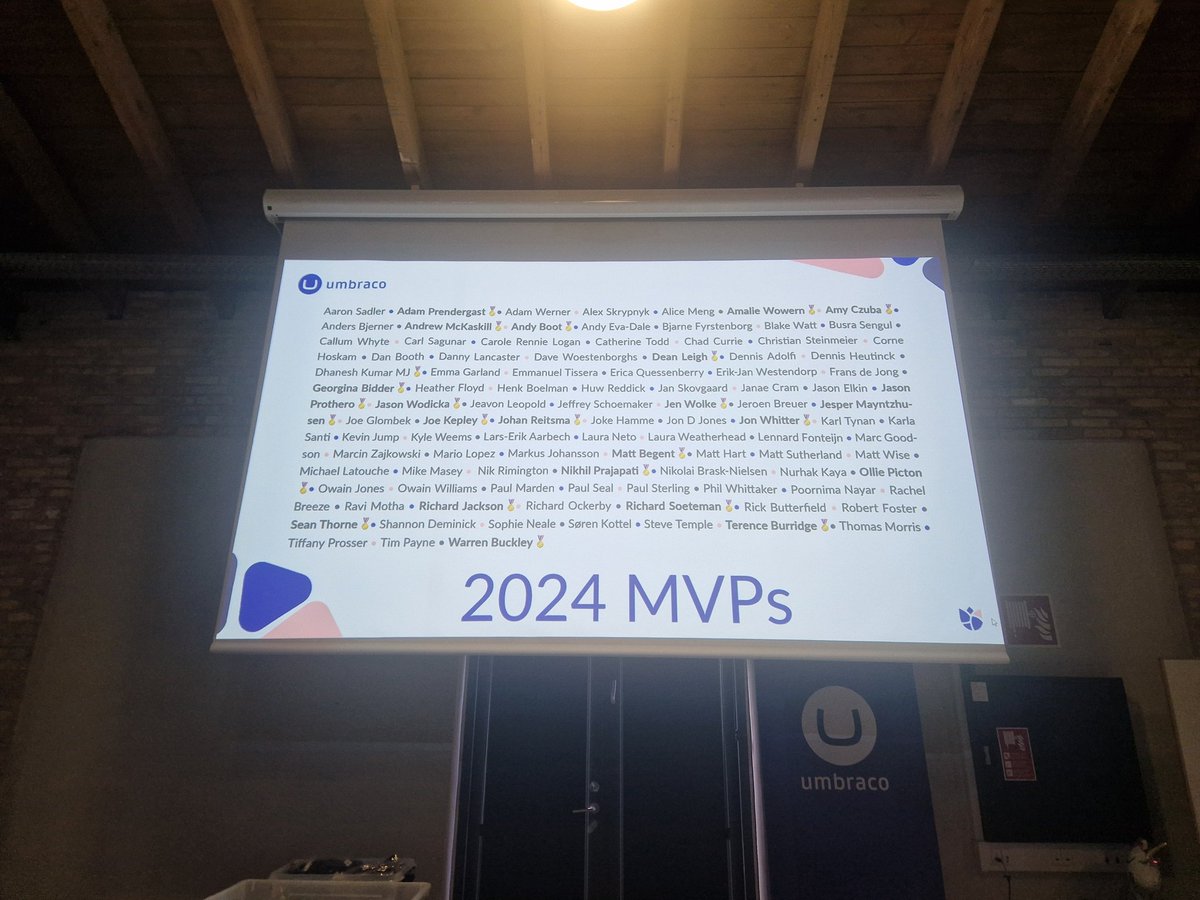 umbraco
Aaron Sadler • Adam Prendergast 🏅• Adam Werner • Alex Skrypnyk • Alice Meng • Amalie Wowern 🏅• Amy Czuba 🏅•
Anders Bjerner • Andrew McKaskill 🏅• Andy Boot 🏅• Andy Eva-Dale • Bjarne Fyrstenborg • Blake Watt • Busra Sengul •
Callum Whyte • Carl Sagunar • Carole Rennie Logan • Catherine Todd • Chad Currie • Christian Steinmeier • Corne
Hoskam • Dan Booth • Danny Lancaster • Dave Woestenborghs • Dean Leigh 🏅• Dennis Adolfi • Dennis Heutinck •
Dhanesh Kumar MJ 🏅• Emma Garland • Emmanuel Tissera • Erica Quessenberry • Erik-Jan Westendorp • Frans de Jong •
Georgina Bidder 🏅• Heather Floyd • Henk Boelman • Huw Reddick • Jan Skovgaard • Janae Cram • Jason Elkin • Jason
Prothero 🏅• Jason Wodicka 🏅• Jeavon Leopold • Jeffrey Schoemaker • Jen Wolke 🏅• Jeroen Breuer • Jesper Mayntzhu-
sen 🏅• Joe Glombek • Joe Kepley 🏅• Johan Reitsma 🏅• Joke Hamme • Jon D Jones • Jon Whitter 🏅• Karl Tynan • Karla
Santi • Kevin Jump • Kyle Weems • Lars-Erik Aarbech • Laura Neto • Laura Weatherhead • Lennard Fonteijn • Marc Good-
son • Marcin Zajkowski • Mario Lopez • Markus Johansson • Matt Begent 🏅• Matt Hart • Matt Sutherland • Matt Wise •
Michael Latouche • Mike Masey • Nik Rimington • Nikhil Prajapati 🏅• Nikolai Brask-Nielsen • Nurhak Kaya • Ollie Picton
🏅• Owain Jones • Owain Williams • Paul Marden • Paul Seal • Paul Sterling • Phil Whittaker • Poornima Nayar • Rachel
Breeze • Ravi Motha • Richard Jackson 🏅• Richard Ockerby • Richard Soeteman 🏅• Rick Butterfield • Robert Foster •
Sean Thorne 🏅• Shannon Deminick • Sophie Neale • Søren Kottal • Steve Temple • Terence Burridge 🏅• Thomas Morris •
Tiffany Prosser • Tim Payne • Warren Buckley 🏅
2024 MVPs
umbraco